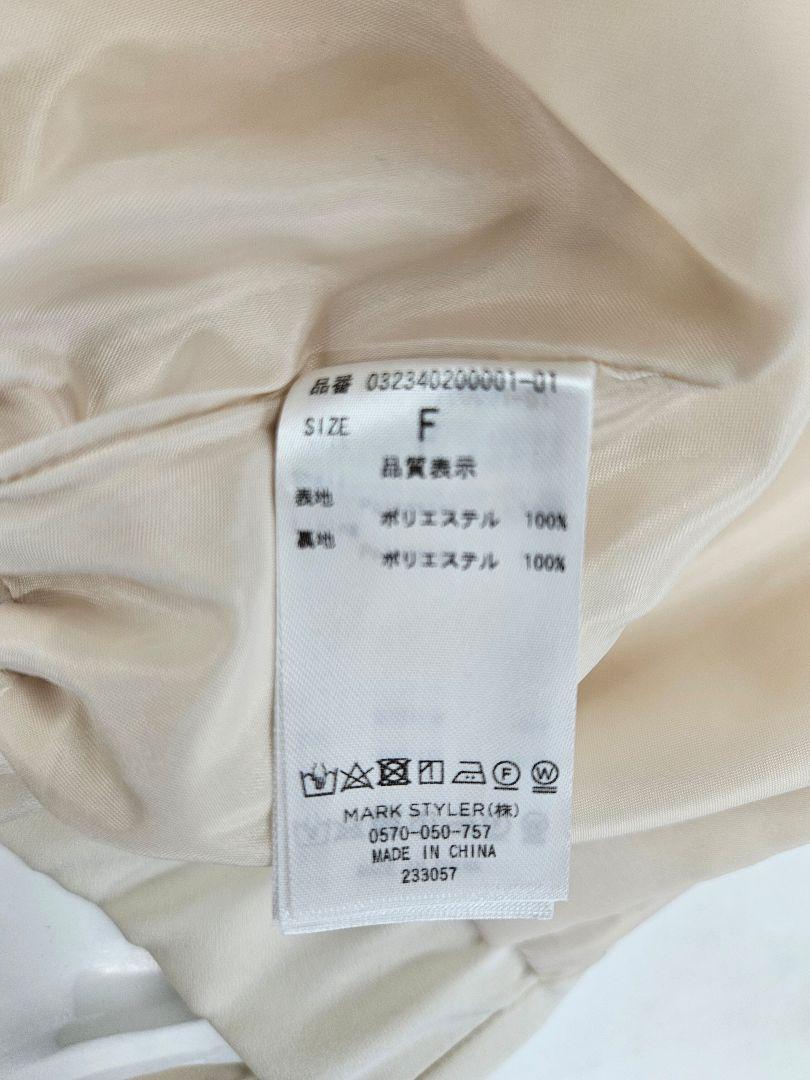 品番 032340200001-01
SIZE F
品質表示
表地
ポリエステル 100%
裏地
ポリエステル 100%
F W
MARK STYLER(株)
0570-050-757
MADE IN CHINA
233057